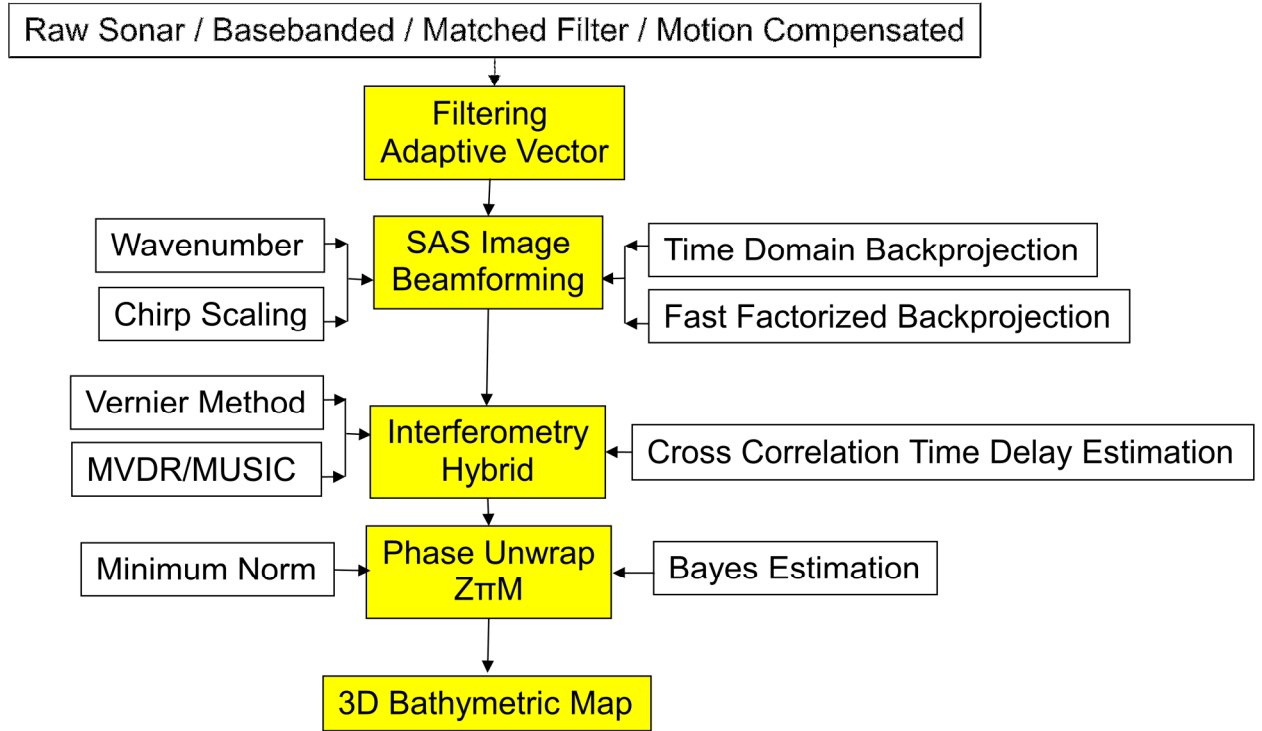 Raw Sonar / Basebanded / Matched Filter / Motion Compensated
Filtering
Adaptive Vector
Wavenumber
Chirp Scaling
SAS Image
Beamforming
Time Domain Backprojection
Fast Factorized Backprojection
Vernier Method
MVDR/MUSIC
Interferometry
Hybrid
Cross Correlation Time Delay Estimation
Minimum Norm
Phase Unwrap
ZπM
Bayes Estimation
3D Bathymetric Map